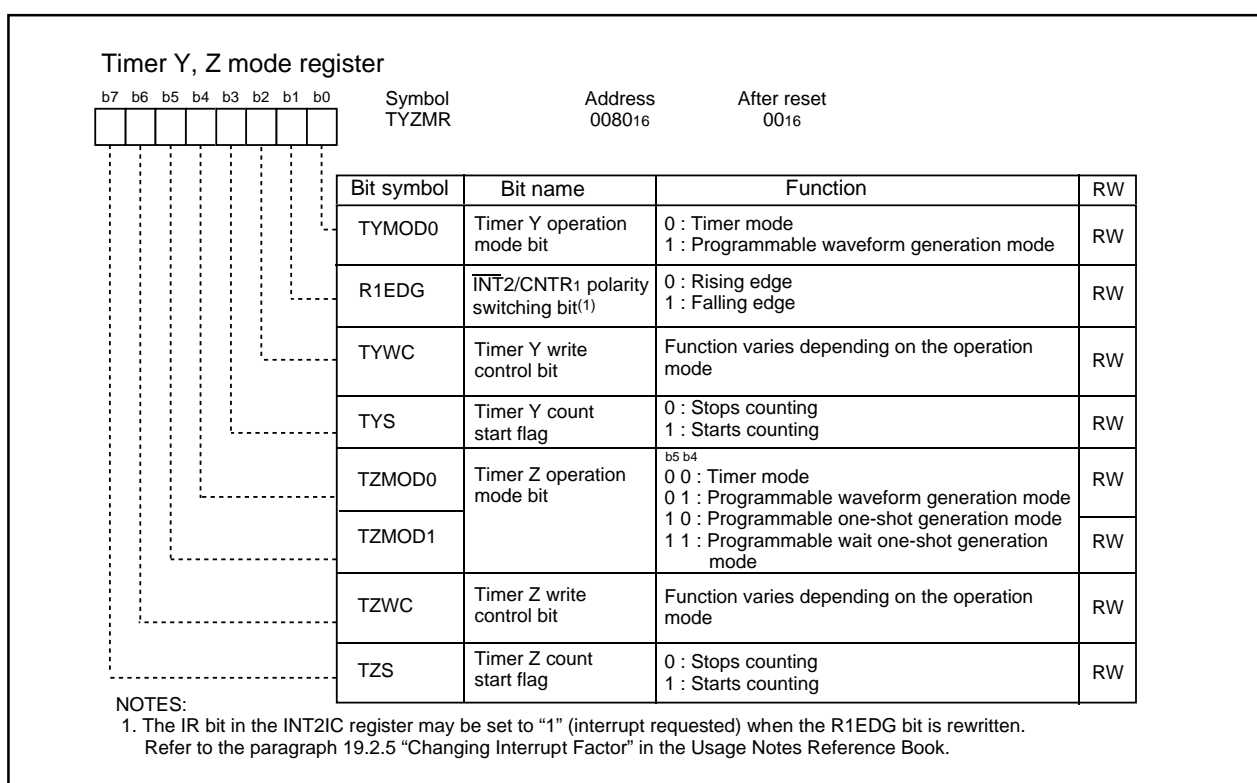 Timer Y, Z mode register
b7 b6 b5 b4 b3 b2 b1 b0
Symbol Address After reset
TYZMR 008016 0016
Bit symbol Bit name Function RW
TYMOD0 Timer Y operation mode bit 0 : Timer mode
1 : Programmable waveform generation mode RW
R1EDG INT2/CNTR1 polarity switching bit(1) 0 : Rising edge
1 : Falling edge RW
TYWC Timer Y write control bit Function varies depending on the operation mode RW
TYS Timer Y count start flag 0 : Stops counting
1 : Starts counting RW
TZMOD0 Timer Z operation mode bit b5 b4
0 0 : Timer mode RW
0 1 : Programmable waveform generation mode
1 0 : Programmable one-shot generation mode
TZMOD1 1 1 : Programmable wait one-shot generation mode RW
TZWC Timer Z write control bit Function varies depending on the operation mode RW
TZS Timer Z count start flag 0 : Stops counting
1 : Starts counting RW
NOTES:
1. The IR bit in the INT2IC register may be set to “1” (interrupt requested) when the R1EDG bit is rewritten.
Refer to the paragraph 19.2.5 “Changing Interrupt Factor” in the Usage Notes Reference Book.